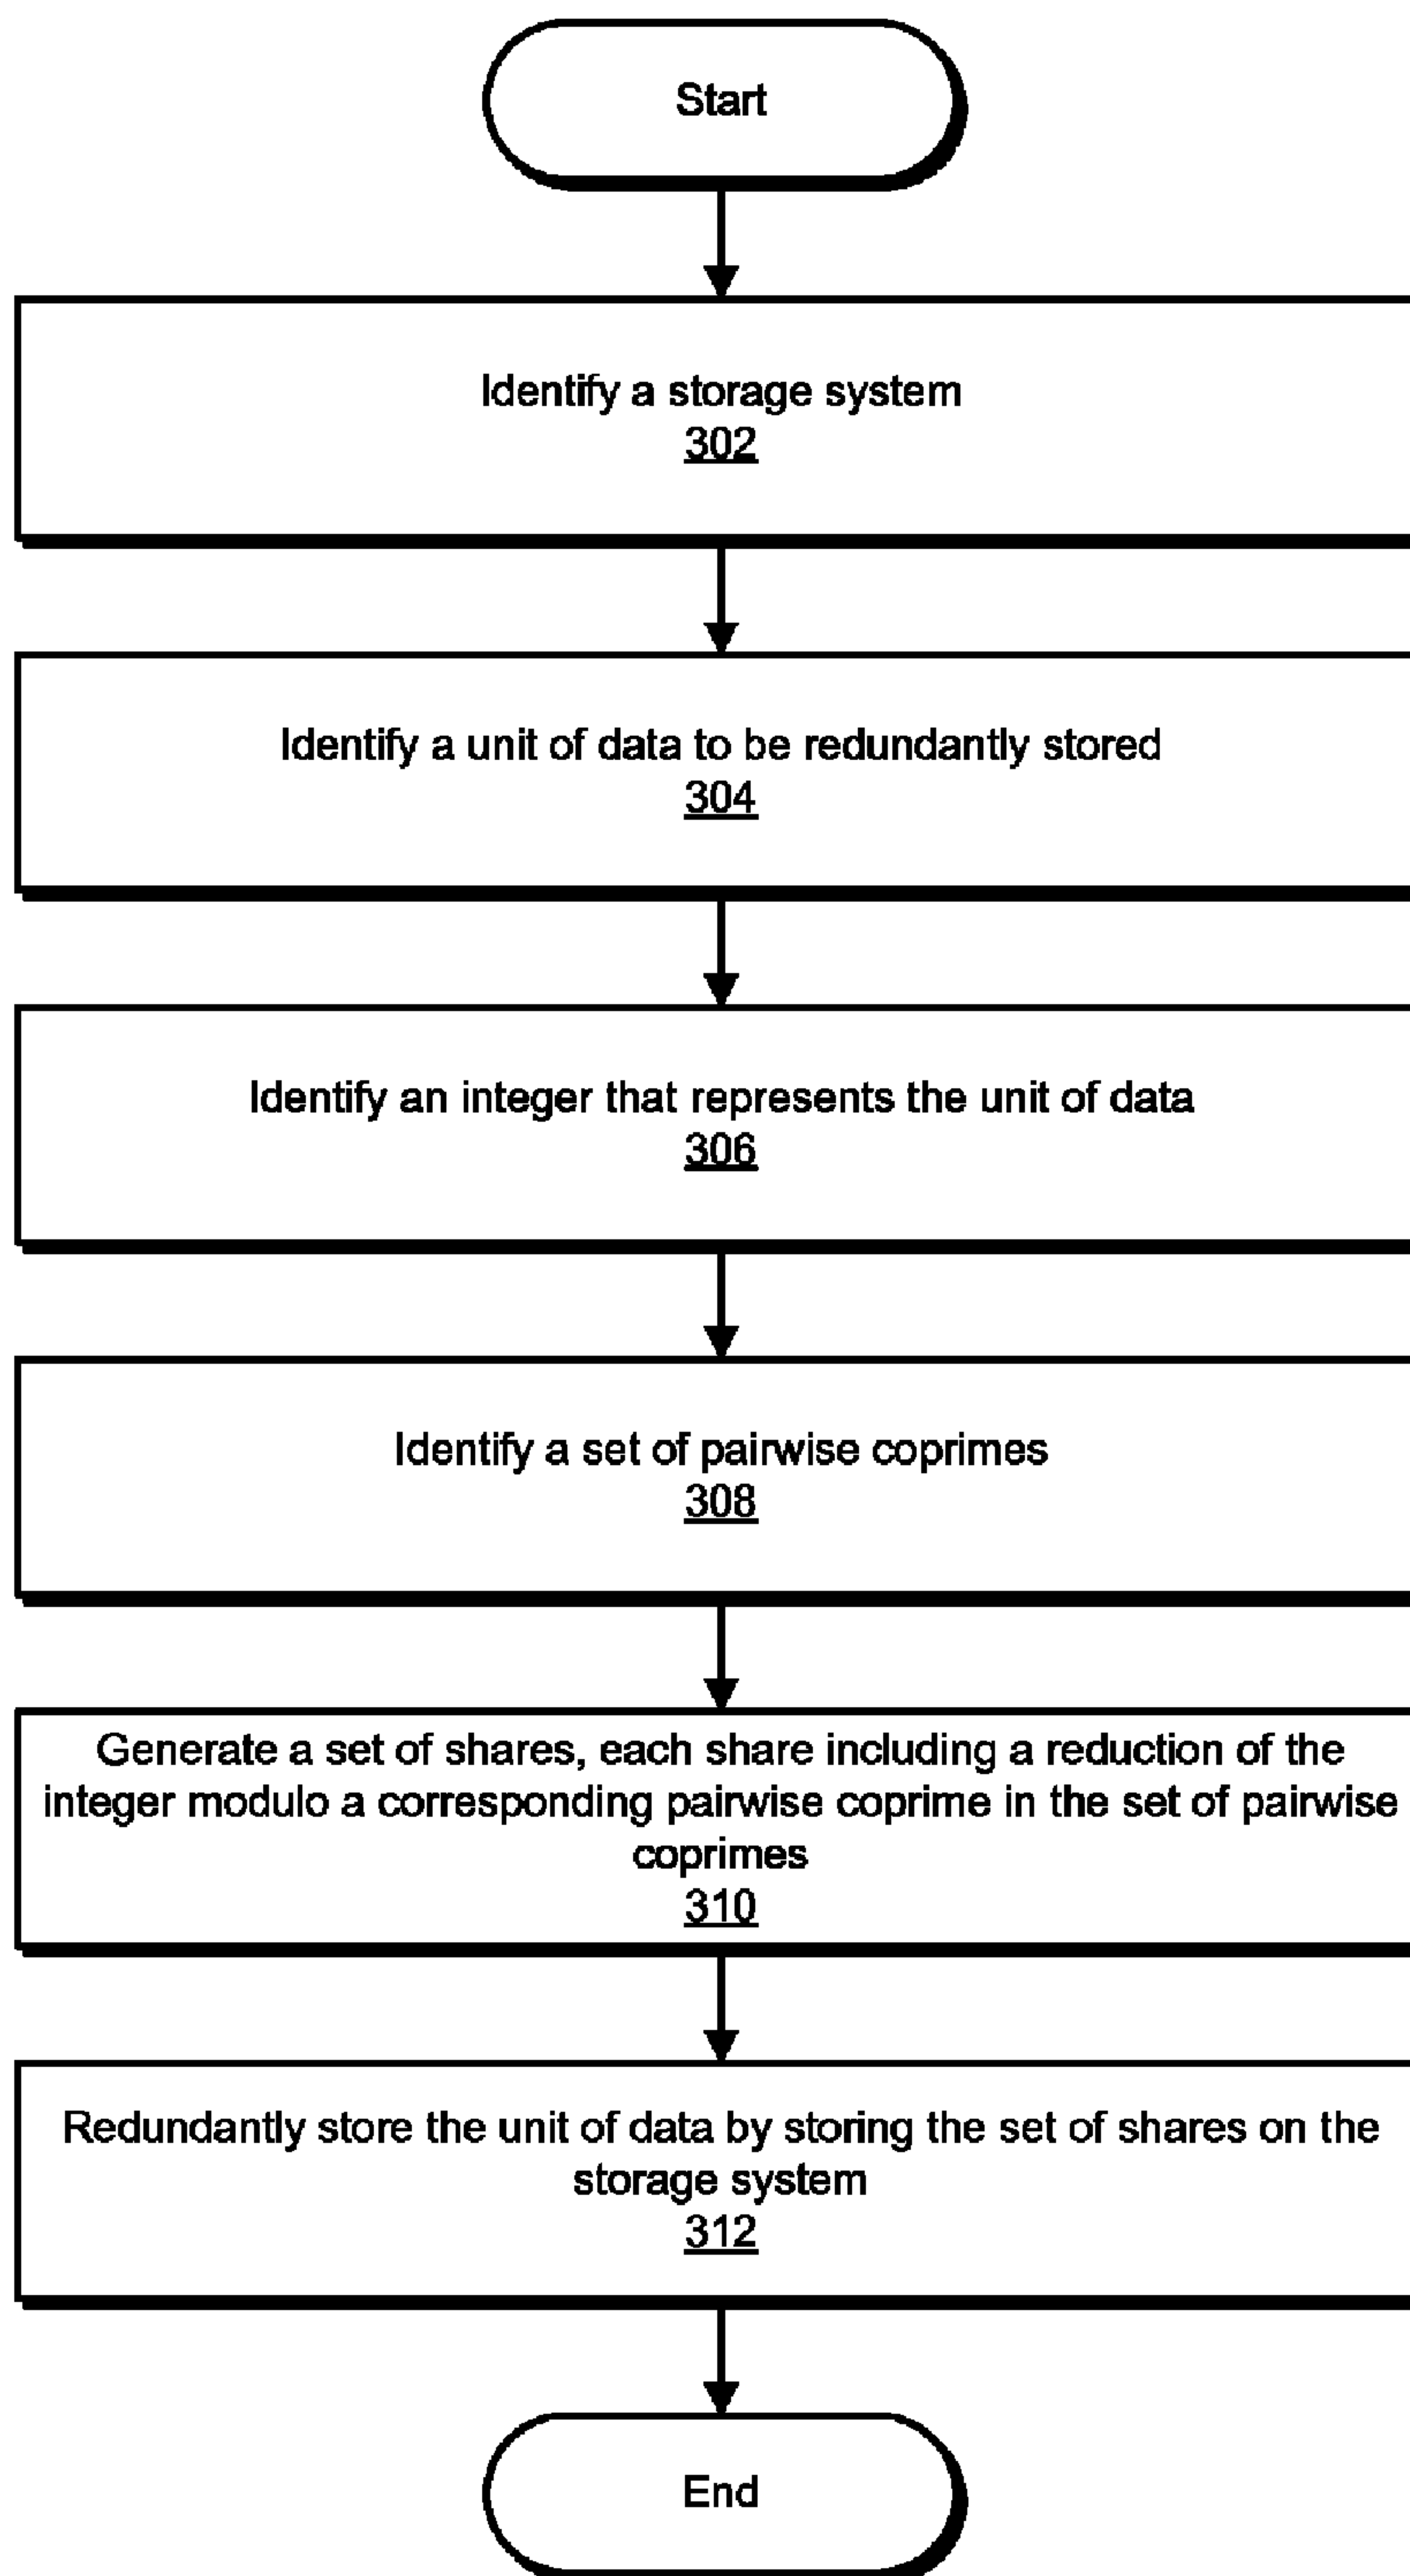 Start
Identify a storage system
302
Identify a unit of data to be redundantly stored
304
Identify an integer that represents the unit of data
306
Identify a set of pairwise coprimes
308
Generate a set of shares, each share including a reduction of the
integer modulo a corresponding pairwise coprime in the set of pairwise
coprimes
310
Redundantly store the unit of data by storing the set of shares on the
storage system
312
End